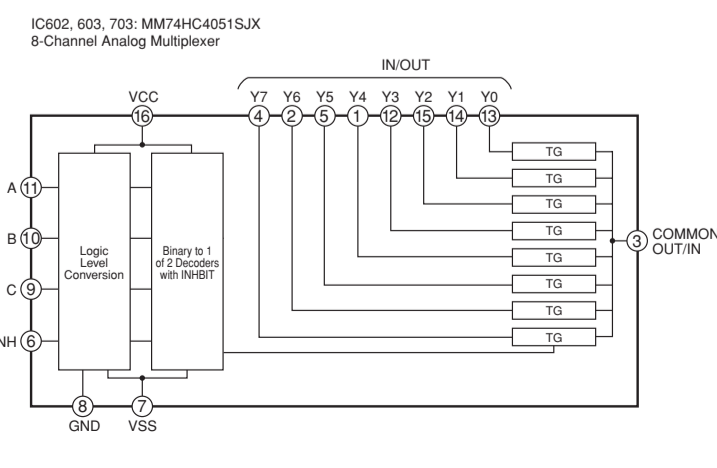 IC602, 603, 703: MM74HC4051SJX
8-Channel Analog Multiplexer
IN/OUT
VCC Y7 Y6 Y5 Y4 Y3 Y2 Y1 Y0
16 4 2 5 1 12 15 14 13
TG
TG
A 11
TG
TG
B 10
3 COMMON
OUT/IN
Logic
Level
Conversion
Binary to 1
of 2 Decoders
with INHBIT
TG
C 9
TG
TG
NH 6
TG
8 7
GND VSS